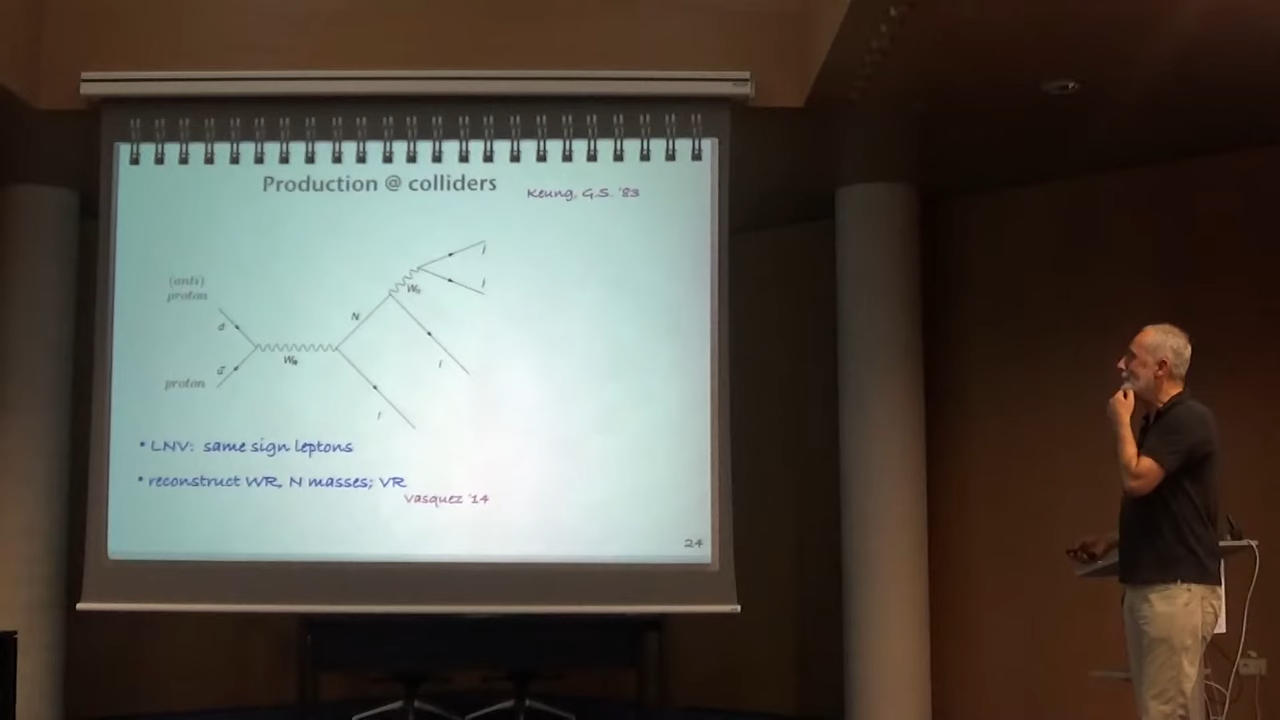 Production @ colliders
Keung, G.S. '83
(anti)
proton
d
W_R
N
l
j
j
proton
l
• LNV: same sign leptons
• reconstruct WR, N masses; VR
Vasquez '14
24